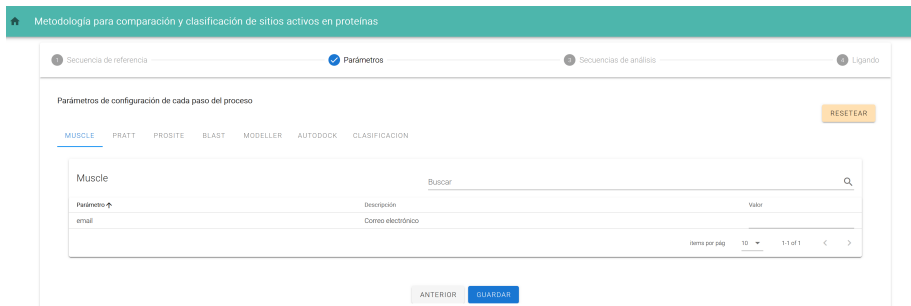 Metodología para comparación y clasificación de sitios activos en proteínas
1 Secuencia de referencia Parámetros 3 Secuencias de análisis 4 Ligando
Parámetros de configuración de cada paso del proceso
RESETEAR
MUSCLE PRATT PROSITE BLAST MODELLER AUTODOCK CLASIFICACION
Muscle Buscar
Parámetro Descripción Valor
email Correo electrónico
items por pág 10 1-1 of 1
ANTERIOR GUARDAR